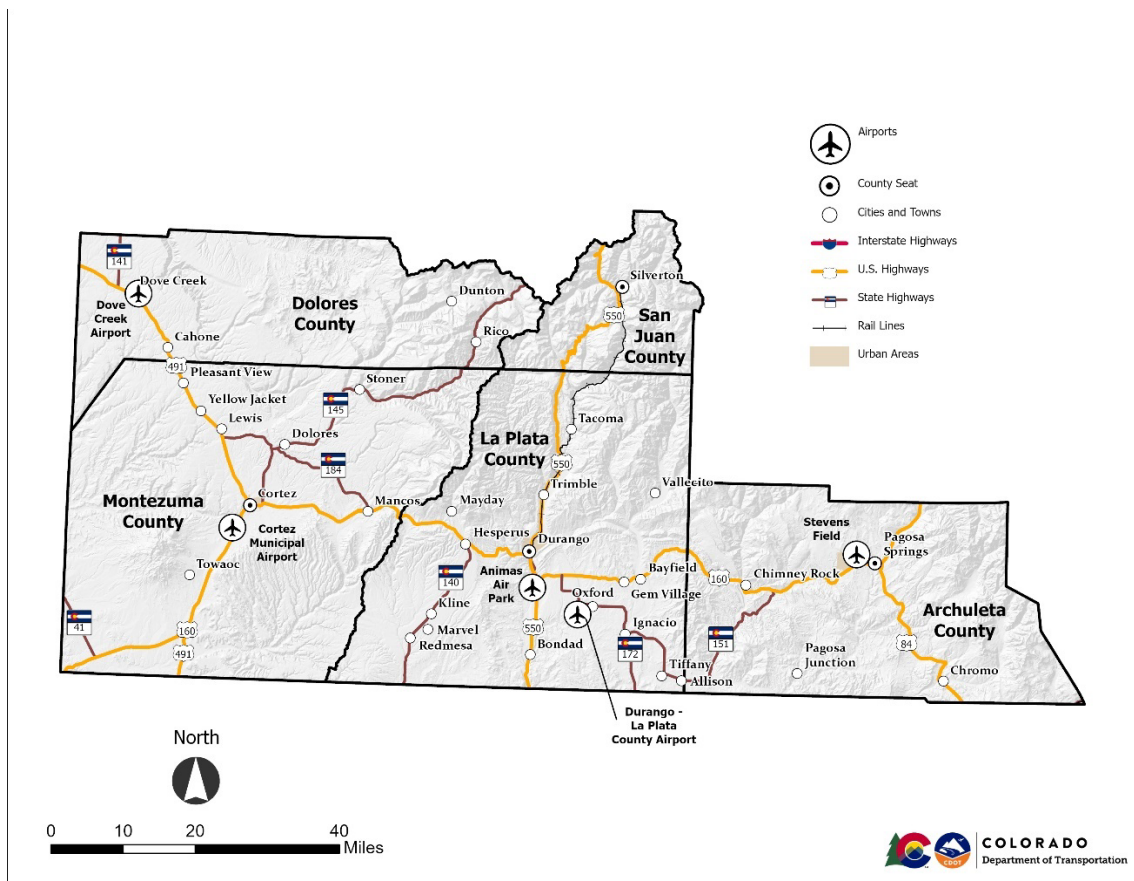 Airports
County Seat
Cities and Towns
Interstate Highways
U.S. Highways
State Highways
Rail Lines
Urban Areas
141
Dove Creek
Dove
Creek
Airport
Cahone
Dolores
County
Dunton
Rico
Silverton
550
San
Juan
County
491
Pleasant View
Yellow Jacket
Lewis
Stoner
145
Dolores
184
Montezuma
County
Cortez
Mancos
Cortez
Municipal
Airport
Towaoc
41
160
491
La Plata
County
Tacoma
550
Trimble
Vallecito
Mayday
Hesperus
Durango
Animas
Air
Park
140
Kline
Marvel
Redmesa
550
Bondad
Oxford
Bayfield
Gem Village
Ignacio
172
Tiffany
Allison
Durango -
La Plata
County Airport
160
Chimney Rock
Stevens
Field
Pagosa
Springs
151
Pagosa
Junction
Archuleta
County
84
Chromo
North
0 10 20 40
Miles
CDOT
COLORADO
Department of Transportation